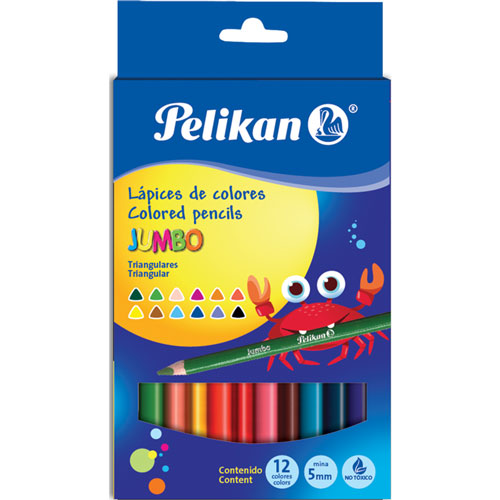 Pelikan ®
Lápices de colores
Colored pencils
JUMBO
Triangulares
Triangular
Jumbo Pelikan
Contenido
Content
12
colores
colors
mina
5mm
NO TÓXICO